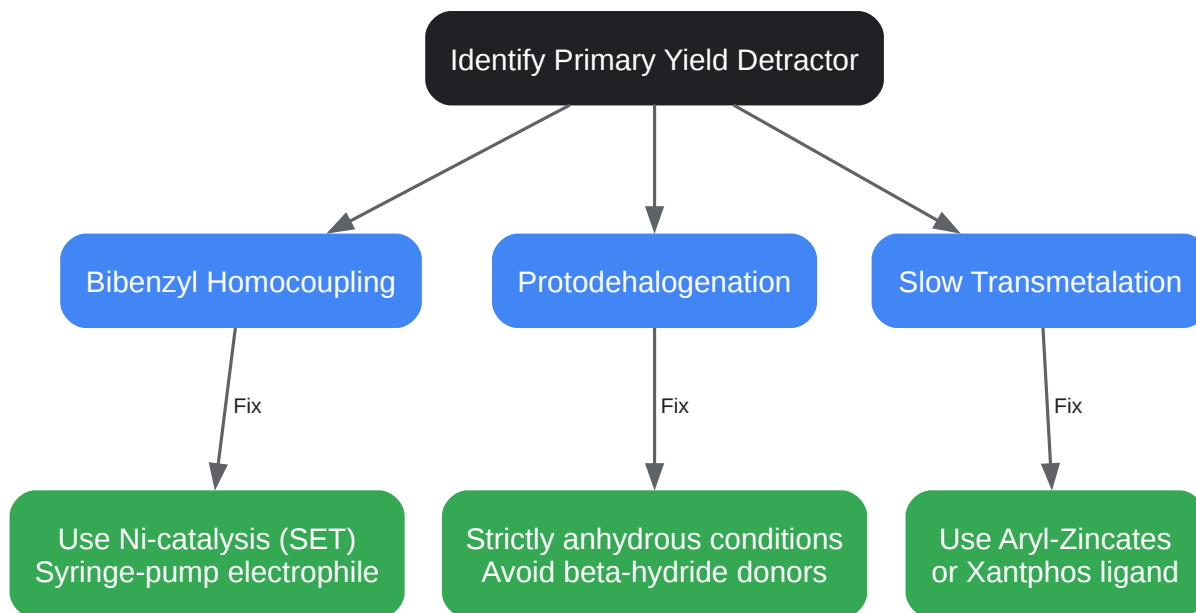 Identify Primary Yield Detractor
Bibenzyl Homocoupling
Protodehalogenation
Slow Transmetalation
Fix
Fix
Fix
Use Ni-catalysis (SET)
Syringe-pump electrophile
Strictly anhydrous conditions
Avoid beta-hydride donors
Use Aryl-Zincates
or Xantphos ligand